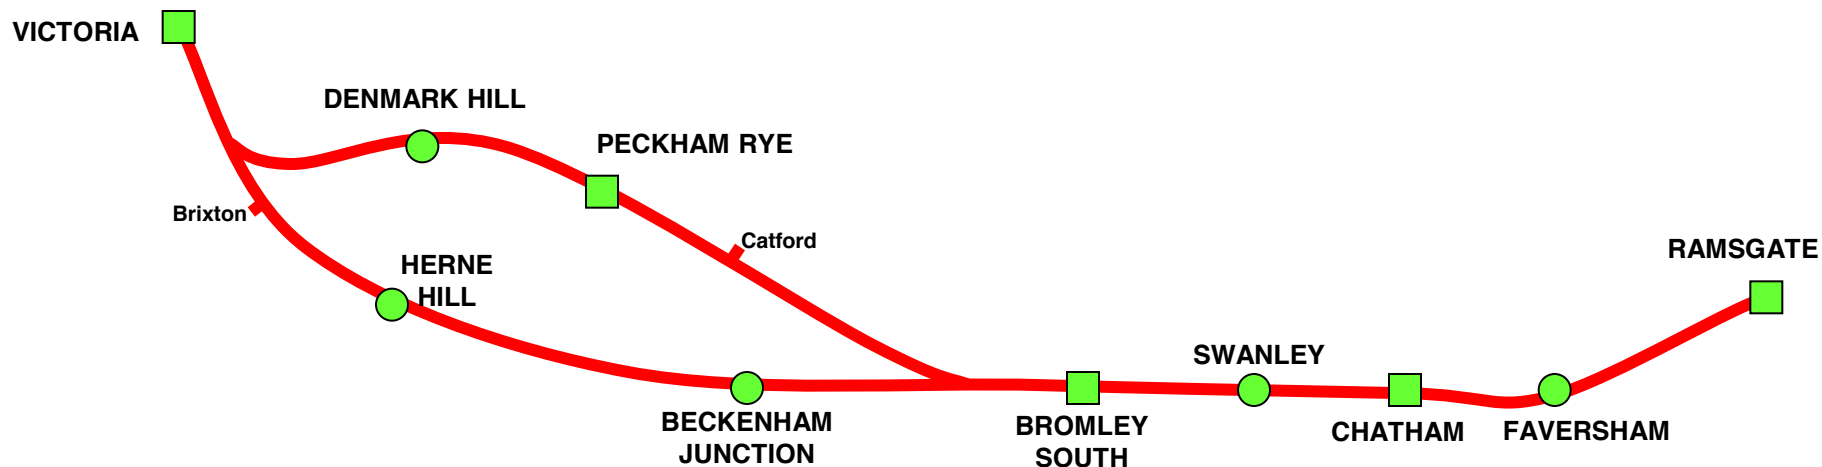 VICTORIA
DENMARK HILL
PECKHAM RYE
Brixton
Catford
HERNE
HILL
RAMSGATE
SWANLEY
BECKENHAM
JUNCTION
BROMLEY
SOUTH
CHATHAM
FAVERSHAM